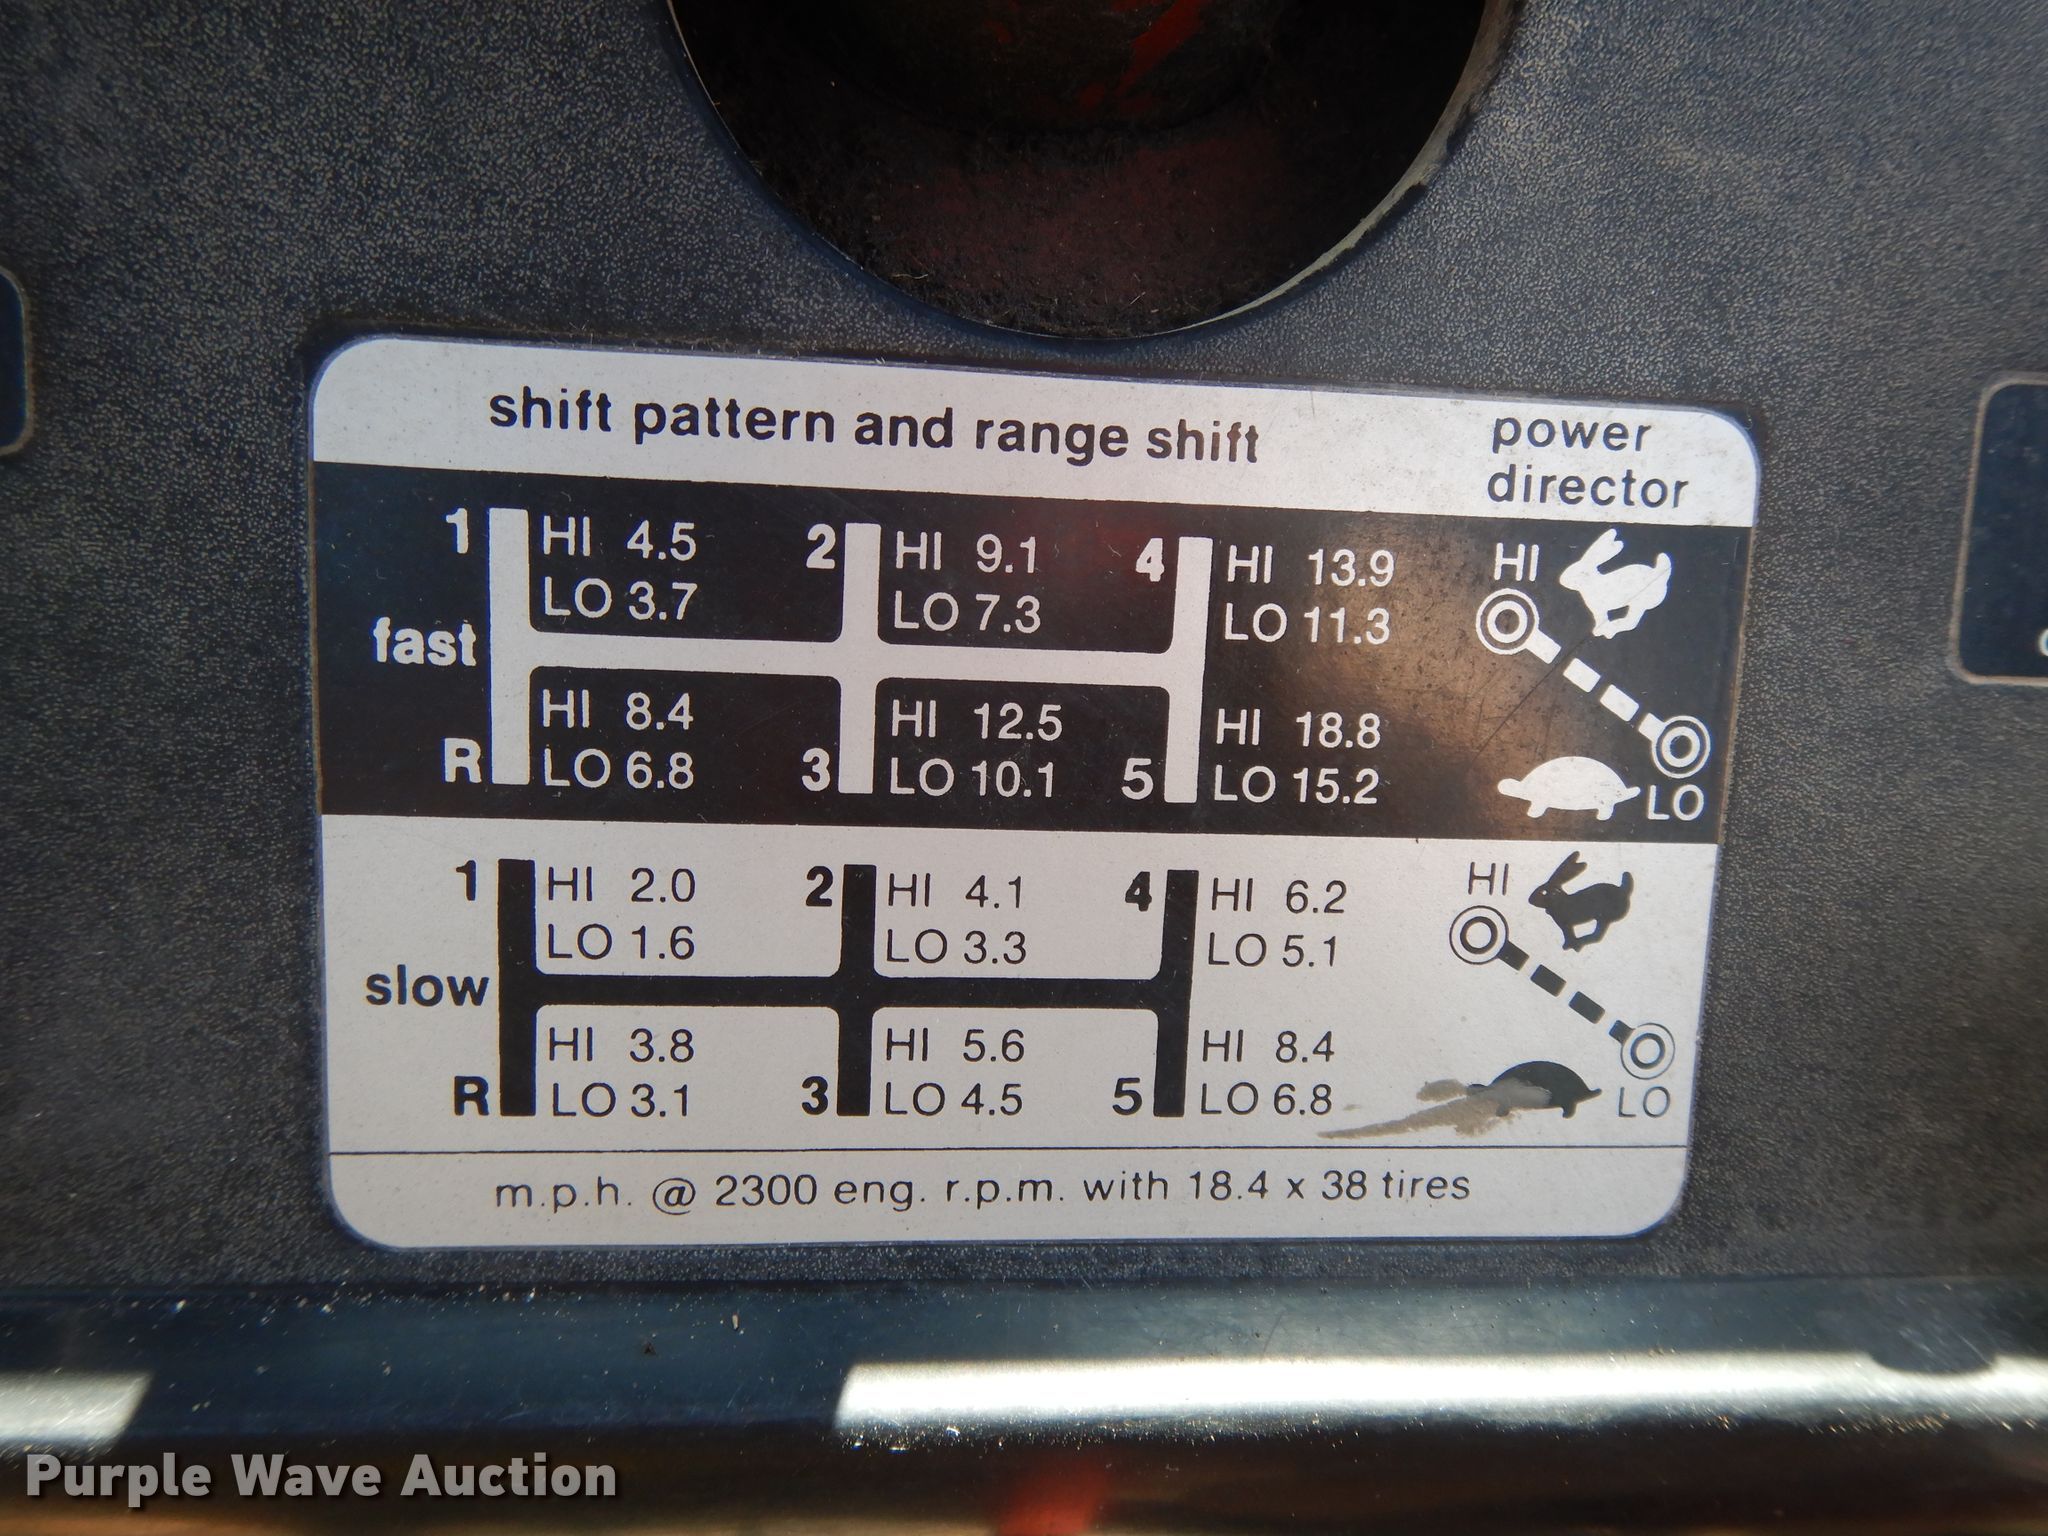 shift pattern and range shift
power
director
1 HI 4.5 2 HI 9.1 4 HI 13.9 HI
LO 3.7 LO 7.3 LO 11.3
fast
HI 8.4 HI 12.5 HI 18.8
R LO 6.8 3 LO 10.1 5 LO 15.2 LO
1 HI 2.0 2 HI 4.1 4 HI 6.2 HI
LO 1.6 LO 3.3 LO 5.1
slow
HI 3.8 HI 5.6 HI 8.4
R LO 3.1 3 LO 4.5 5 LO 6.8 LO
m.p.h. @ 2300 eng. r.p.m. with 18.4 x 38 tires
Purple Wave Auction